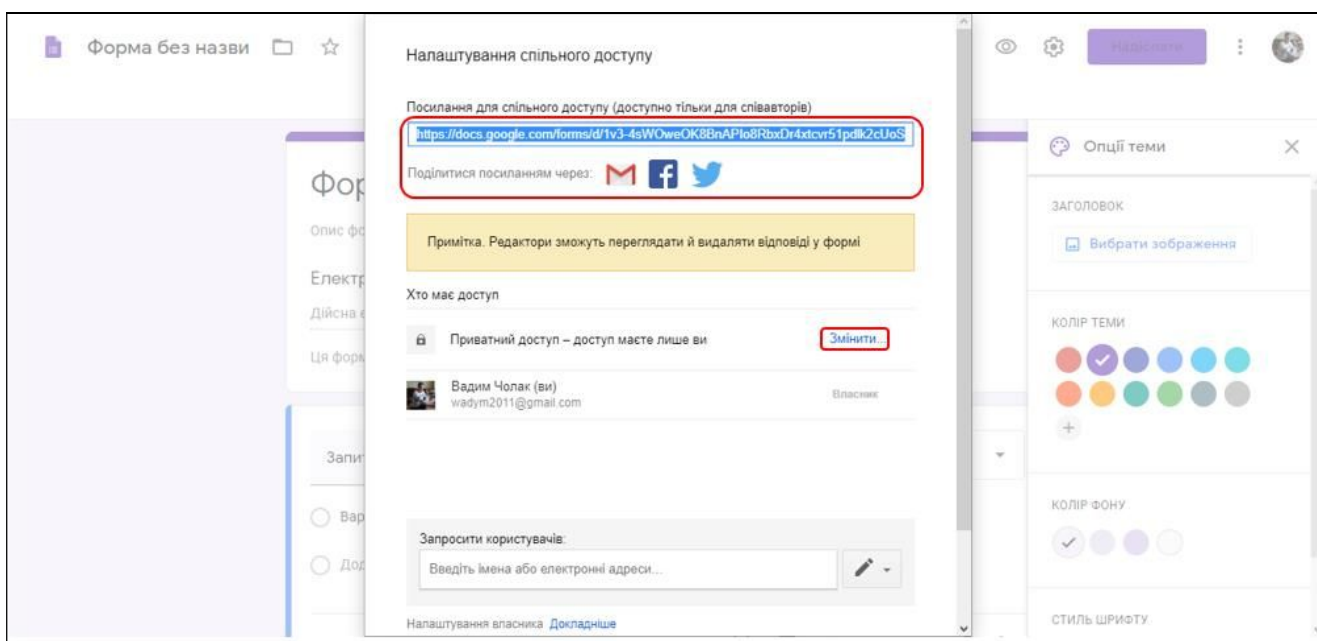 Форма без назви
Надіслати
Налаштування спільного доступу
Посилання для спільного доступу (доступно тільки для співавторів)
https://docs.google.com/forms/d/1v3-4sWOweOK8BnAPIo8RbxDr4xtcvr51pdlk2cUoS
Поділитися посиланням через:
Примітка. Редактори зможуть переглядати й видаляти відповіді у формі
Хто має доступ
Приватний доступ – доступ маєте лише ви
Змінити...
Вадим Чолак (ви)
wadym2011@gmail.com
Власник
Запросити користувачів:
Введіть імена або електронні адреси...
Налаштування власника Докладніше
Фор
Опис фо
Електр
Дійсна є
Ця форм
Запит
Вар
Дод
Опції теми
ЗАГОЛОВОК
Вибрати зображення
КОЛІР ТЕМИ
КОЛІР ФОНУ
СТИЛЬ ШРИФТУ